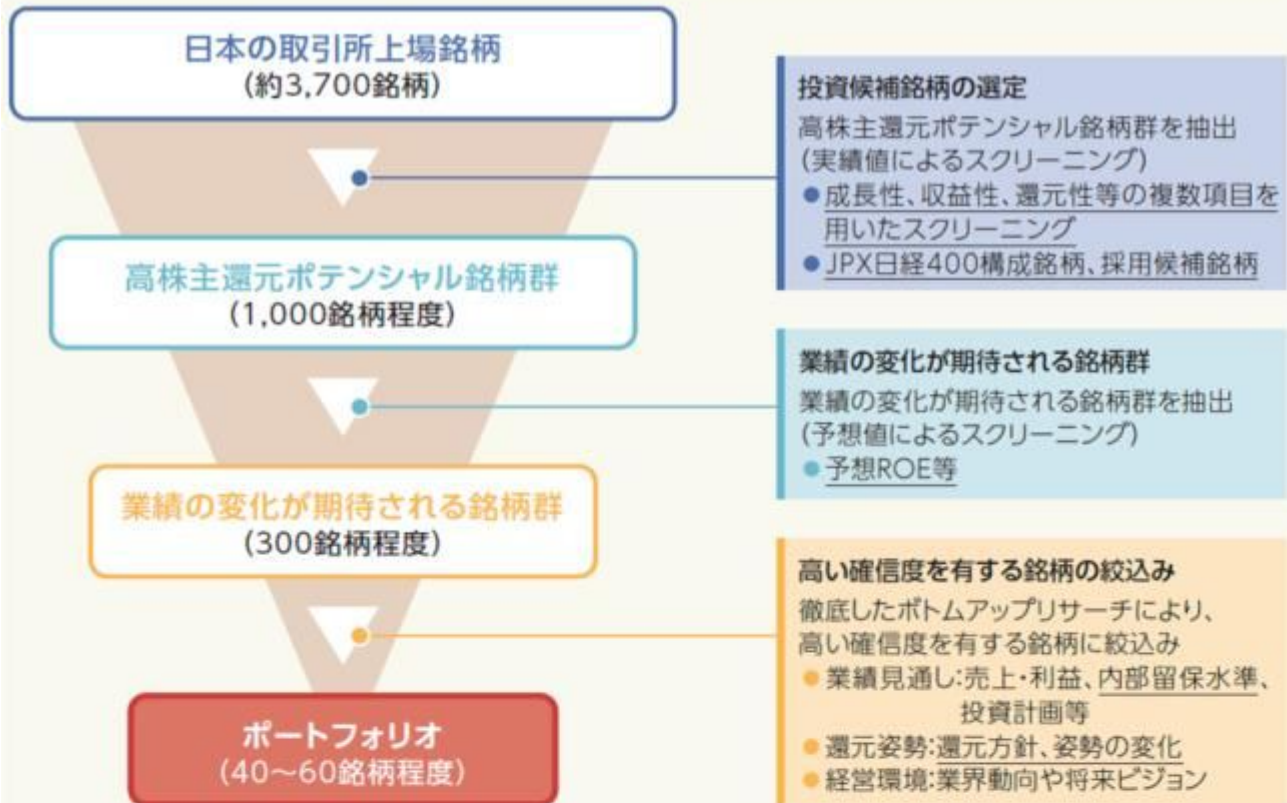 日本の取引所上場銘柄
(約3,700銘柄)
投資候補銘柄の選定
高株主還元ポテンシャル銘柄群を抽出
(実績値によるスクリーニング)
●成長性、収益性、還元性等の複数項目を
用いたスクリーニング
●JPX日経400構成銘柄、採用候補銘柄
高株主還元ポテンシャル銘柄群
(1,000銘柄程度)
業績の変化が期待される銘柄群
業績の変化が期待される銘柄群を抽出
(予想値によるスクリーニング)
●予想ROE等
業績の変化が期待される銘柄群
(300銘柄程度)
高い確信度を有する銘柄の絞込み
徹底したボトムアップリサーチにより、
高い確信度を有する銘柄に絞込み
●業績見通し:売上・利益、内部留保水準、
投資計画等
●還元姿勢:還元方針、姿勢の変化
●経営環境:業界動向や将来ビジョン
ポートフォリオ
(40~60銘柄程度)